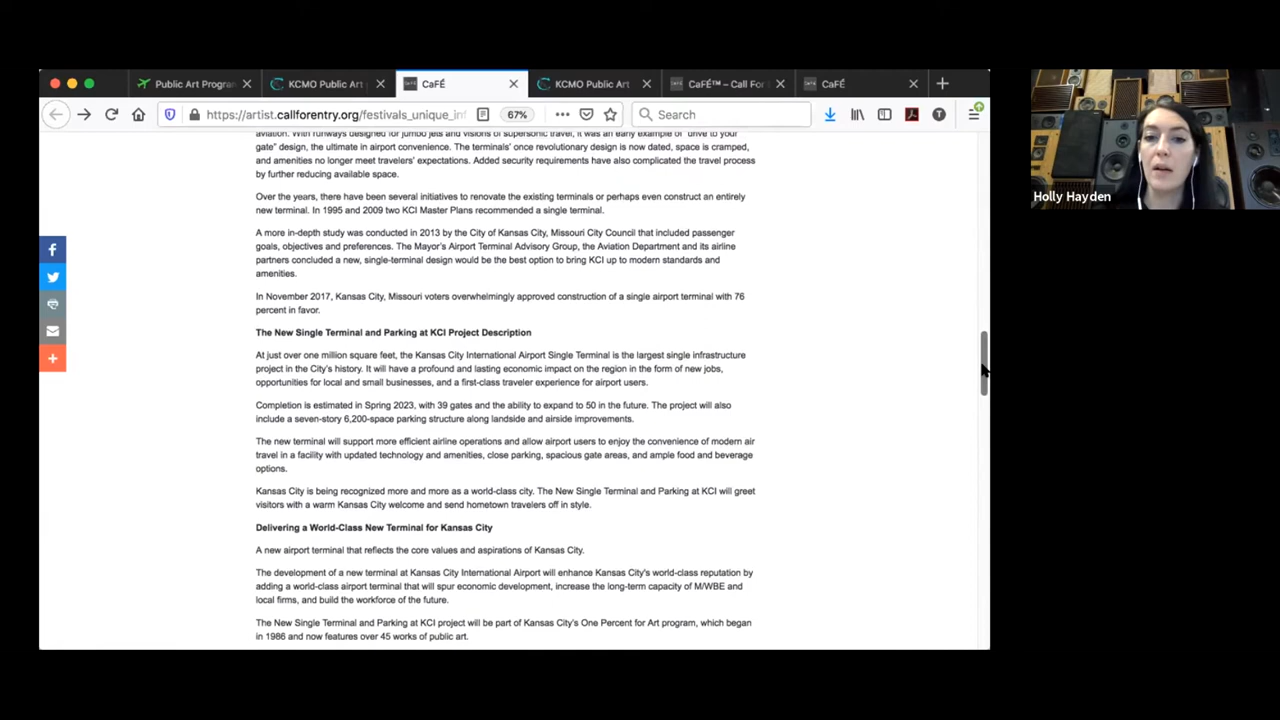 Public Art Program
KCMO Public Art
CaFÉ
KCMO Public Art
CaFÉ™ – Call For
CaFÉ
https://artist.callforentry.org/festivals_unique_in
67%
Search
aviation. With runways designed for jumbo jets and visions of supersonic travel, it was an early example of "drive to your
gate" design, the ultimate in airport convenience. The terminals' once revolutionary design is now dated, space is cramped,
and amenities no longer meet travelers' expectations. Added security requirements have also complicated the travel process
by further reducing available space.
Over the years, there have been several initiatives to renovate the existing terminals or perhaps even construct an entirely
new terminal. In 1995 and 2009 two KCI Master Plans recommended a single terminal.
A more in-depth study was conducted in 2013 by the City of Kansas City, Missouri City Council that included passenger
goals, objectives and preferences. The Mayor's Airport Terminal Advisory Group, the Aviation Department and its airline
partners concluded a new, single-terminal design would be the best option to bring KCI up to modern standards and
amenities.
In November 2017, Kansas City, Missouri voters overwhelmingly approved construction of a single airport terminal with 76
percent in favor.
The New Single Terminal and Parking at KCI Project Description
At just over one million square feet, the Kansas City International Airport Single Terminal is the largest single infrastructure
project in the City's history. It will have a profound and lasting economic impact on the region in the form of new jobs,
opportunities for local and small businesses, and a first-class traveler experience for airport users.
Completion is estimated in Spring 2023, with 39 gates and the ability to expand to 50 in the future. The project will also
include a seven-story 6,200-space parking structure along landside and airside improvements.
The new terminal will support more efficient airline operations and allow airport users to enjoy the convenience of modern air
travel in a facility with updated technology and amenities, close parking, spacious gate areas, and ample food and beverage
options.
Kansas City is being recognized more and more as a world-class city. The New Single Terminal and Parking at KCI will greet
visitors with a warm Kansas City welcome and send hometown travelers off in style.
Delivering a World-Class New Terminal for Kansas City
A new airport terminal that reflects the core values and aspirations of Kansas City.
The development of a new terminal at Kansas City International Airport will enhance Kansas City's world-class reputation by
adding a world-class airport terminal that will spur economic development, increase the long-term capacity of M/WBE and
local firms, and build the workforce of the future.
The New Single Terminal and Parking at KCI project will be part of Kansas City's One Percent for Art program, which began
in 1986 and now features over 45 works of public art.
Holly Hayden